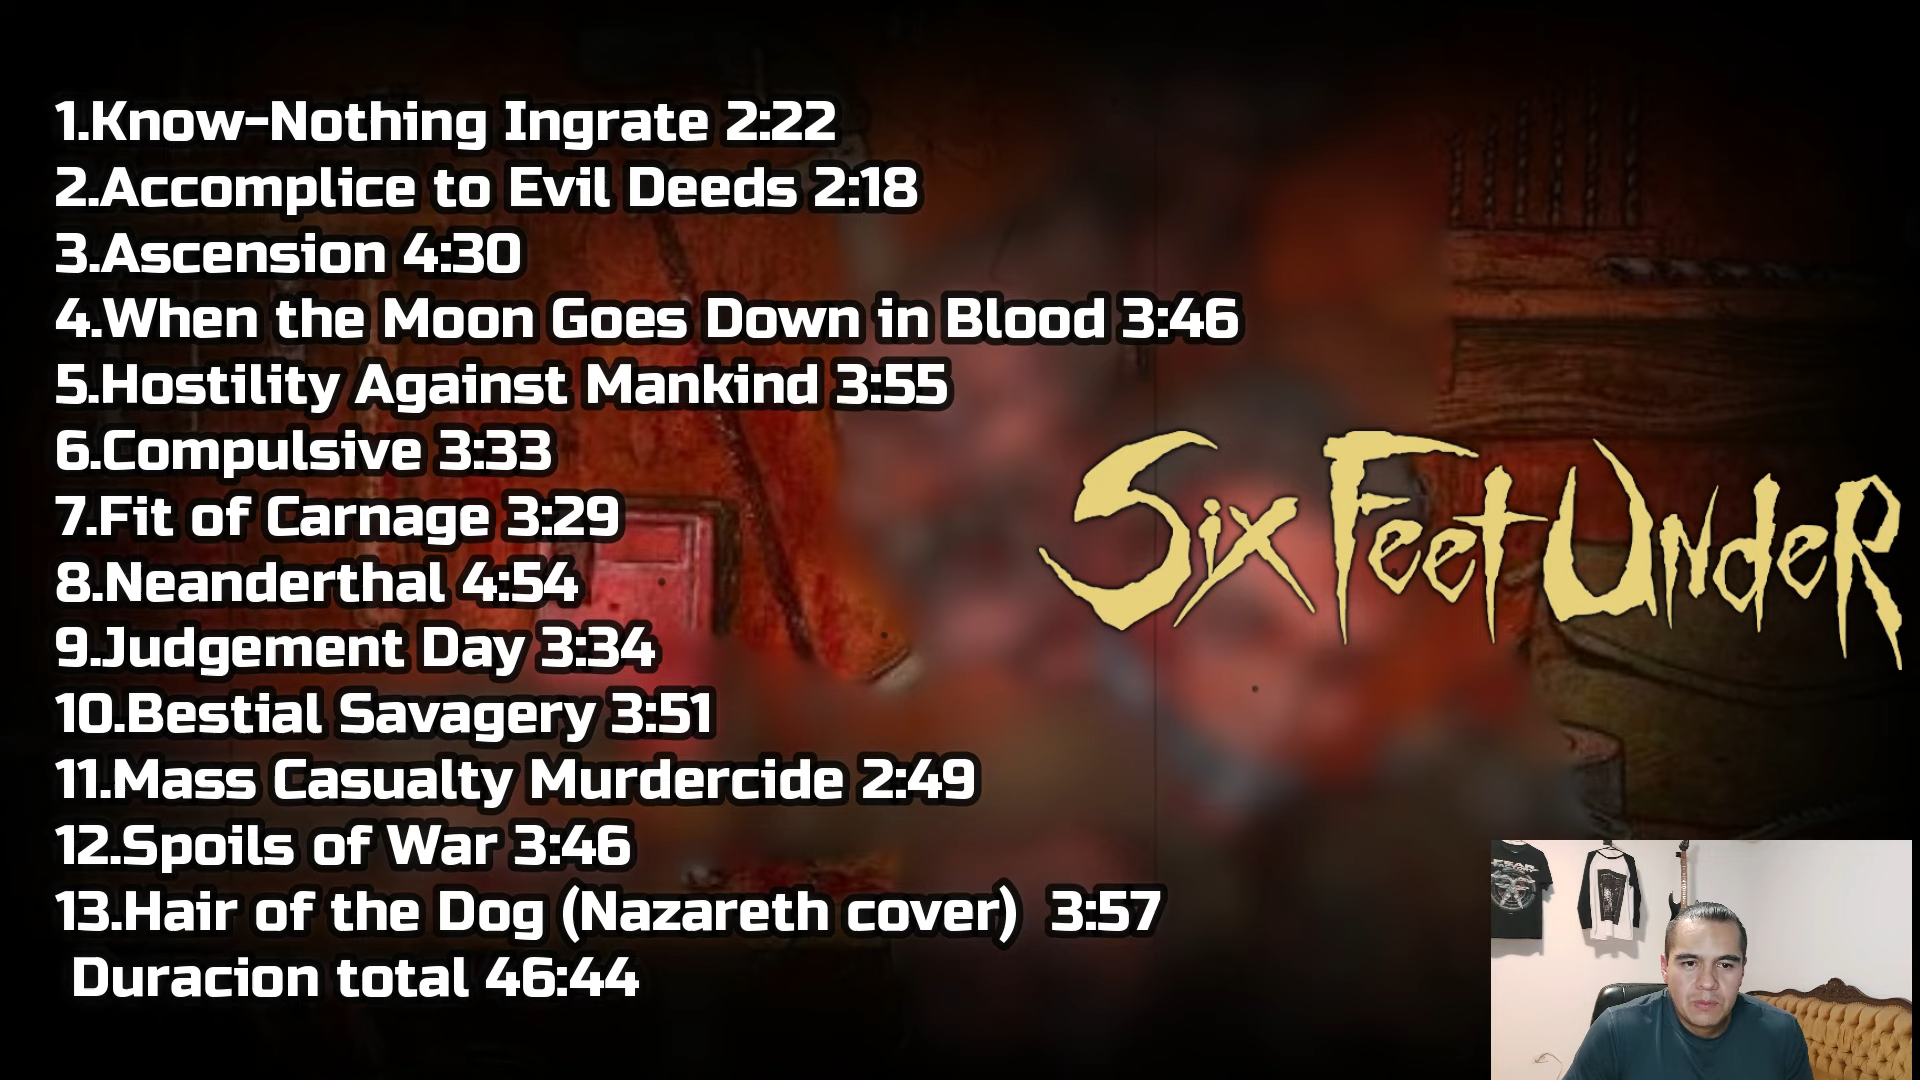 1.Know-Nothing Ingrate 2:22
2.Accomplice to Evil Deeds 2:18
3.Ascension 4:30
4.When the Moon Goes Down in Blood 3:46
5.Hostility Against Mankind 3:55
6.Compulsive 3:33
7.Fit of Carnage 3:29
8.Neanderthal 4:54
9.Judgement Day 3:34
10.Bestial Savagery 3:51
11.Mass Casualty Murdercide 2:49
12.Spoils of War 3:46
13.Hair of the Dog (Nazareth cover) 3:57
Duracion total 46:44
Six Feet Under
FEAR